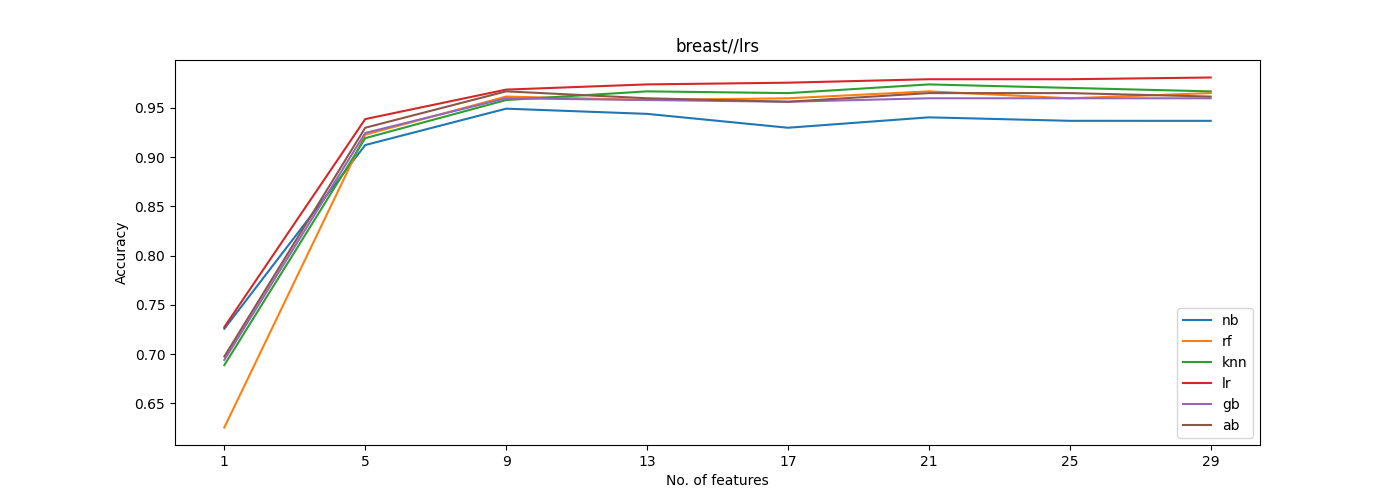 breast//lrs
Accuracy
0.95
0.90
0.85
0.80
0.75
0.70
0.65
nb
rf
knn
lr
gb
ab
1 5 9 13 17 21 25 29
No. of features